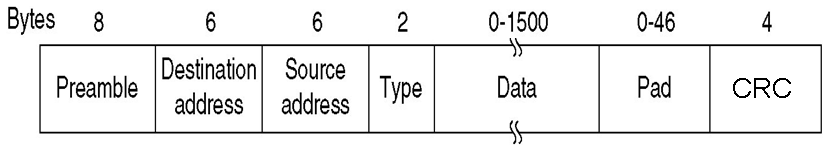 Bytes 8 6 6 2 0-1500 0-46 4
Preamble Destination address Source address Type Data Pad CRC